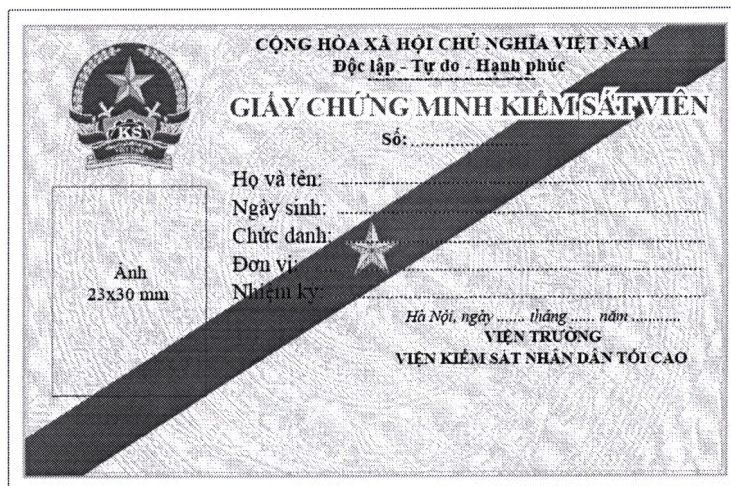 CỘNG HÒA XÃ HỘI CHỦ NGHĨA VIỆT NAM
Độc lập - Tự do - Hạnh phúc
GIẤY CHỨNG MINH KIỂM SÁT VIÊN
KS
Số: ....................
Họ và tên: ....................
Ngày sinh: ....................
Chức danh: ....................
Đơn vị: ....................
Nhiệm kỳ: ....................
Ảnh
23x30 mm
Hà Nội, ngày ....... tháng ...... năm ............
VIỆN TRƯỞNG
VIỆN KIỂM SÁT NHÂN DÂN TỐI CAO